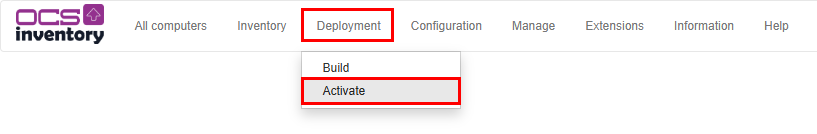 OCS inventory
All computers Inventory Deployment Configuration Manage Extensions Information Help
Build
Activate